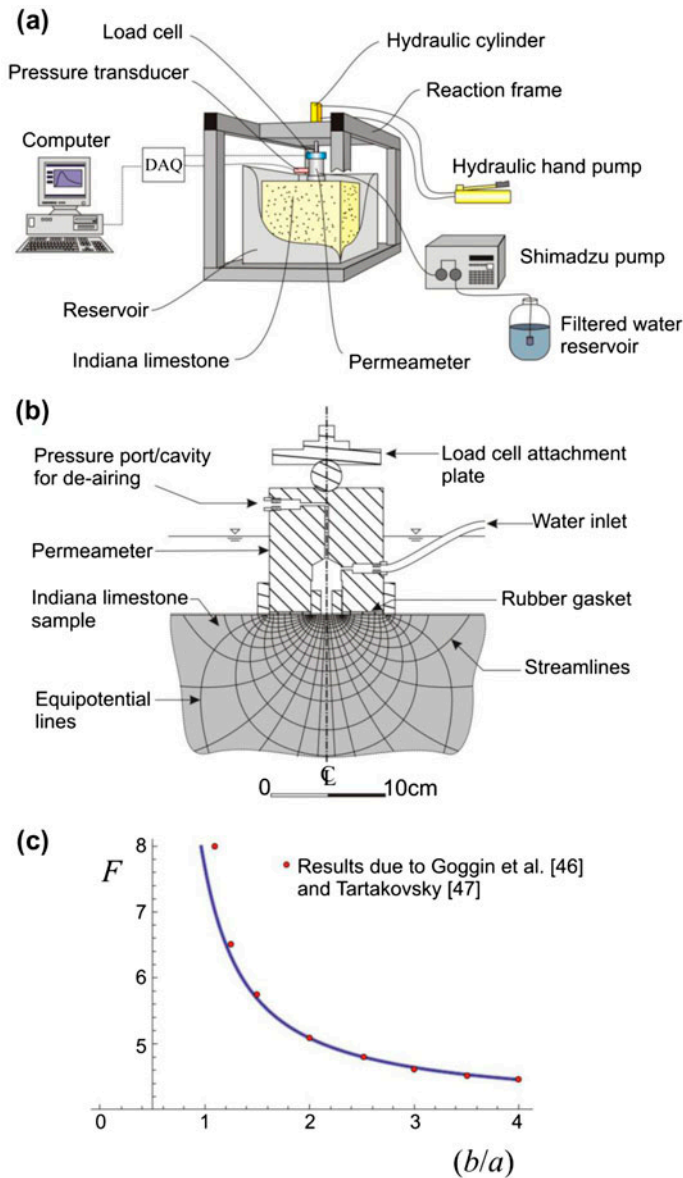 (a)
Load cell
Pressure transducer
Computer
DAQ
Hydraulic cylinder
Reaction frame
Hydraulic hand pump
Shimadzu pump
Filtered water
reservoir
Reservoir
Indiana limestone
Permeameter
(b)
Pressure port/cavity
for de-airing
Permeameter
Indiana limestone
sample
Equipotential
lines
Load cell attachment
plate
Water inlet
Rubber gasket
Streamlines
℄
0 10cm
(c)
F
8
7
6
5
Results due to Goggin et al. [46]
and Tartakovsky [47]
0 1 2 3 4
(b/a)